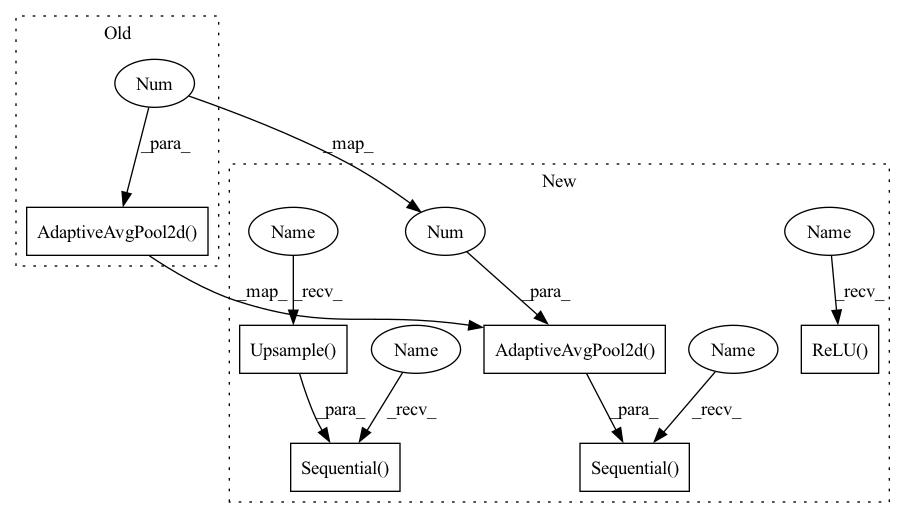 Old
Num
_para_
_map_
New
AdaptiveAvgPool2d()
Name
Num
Name
_map_
_recv_
_para_
_recv_
Upsample()
Name
AdaptiveAvgPool2d()
Name
ReLU()
_para_
_recv_
_para_
_recv_
Sequential()
Sequential()